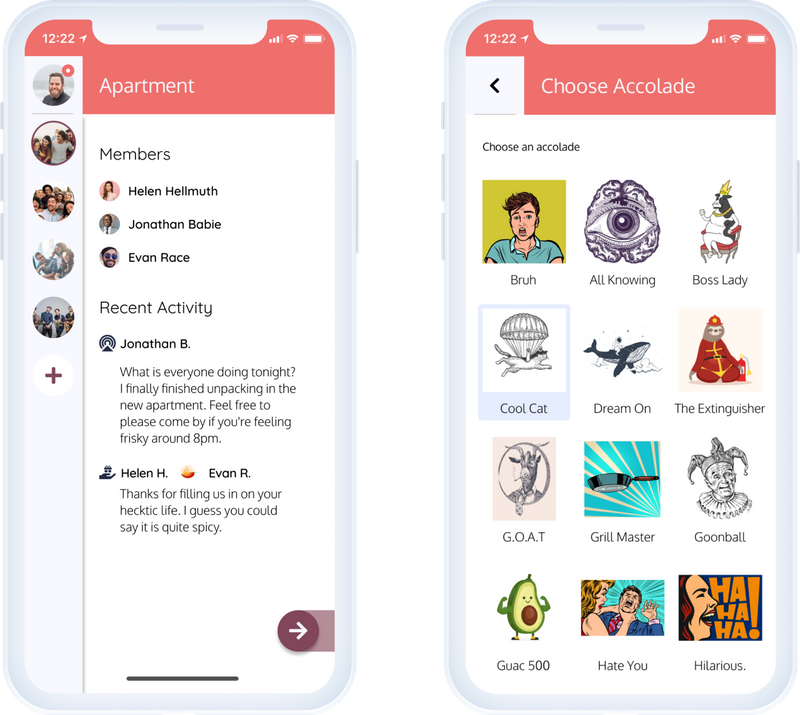 12:22
Apartment
Members
Helen Hellmuth
Jonathan Babie
Evan Race
Recent Activity
Jonathan B.
What is everyone doing tonight?
I finally finished unpacking in the
new apartment. Feel free to
please come by if you're feeling
frisky around 8pm.
Helen H. Evan R.
Thanks for filling us in on your
hecktic life. I guess you could
say it is quite spicy.
12:22
Choose Accolade
Choose an accolade
Bruh All Knowing Boss Lady
Cool Cat Dream On The Extinguisher
G.O.A.T Grill Master Goonball
HA
HA
HA!
Guac 500 Hate You Hilarious.